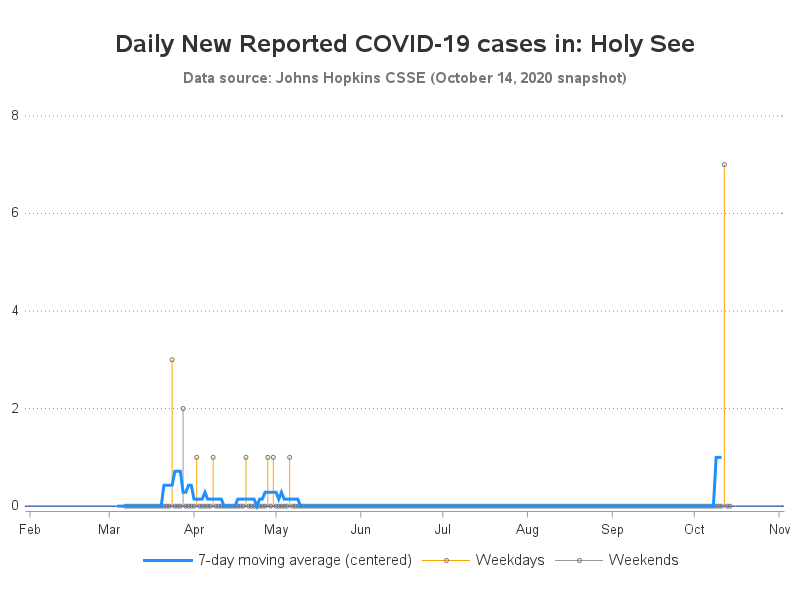 Daily New Reported COVID-19 cases in: Holy See
Data source: Johns Hopkins CSSE (October 14, 2020 snapshot)
8
6
4
2
0
Feb Mar Apr May Jun Jul Aug Sep Oct Nov
7-day moving average (centered) Weekdays Weekends